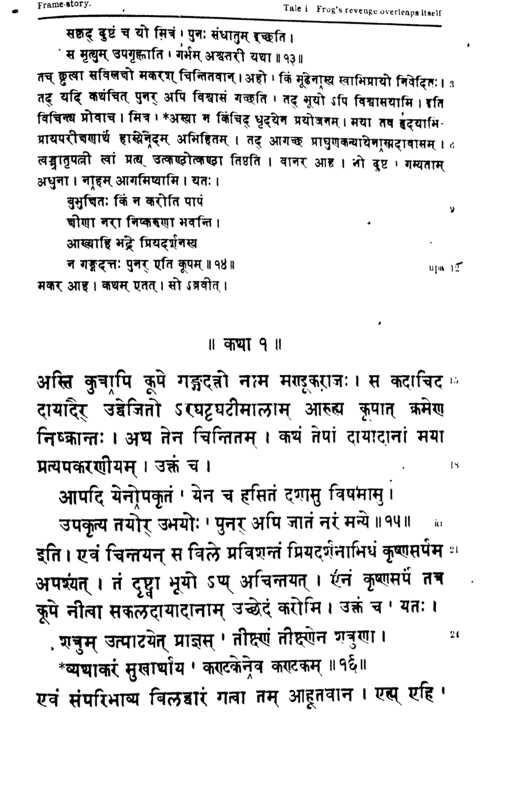 Frame-story. Tale i Frog's revenge overleaps itself
सकृद् दुष्टं च यो मित्रं । पुनः संधातुम् इच्छति ।
स मृत्युम् उपगृह्णाति । गर्भम् अश्वतरी यथा ॥ १३॥
तच् छ्रुत्वा सविलक्षो मकरश् चिन्तितवान् । अहो । किं मूढेनास्य स्वाभिप्रायो निवेदितः । 3
तद् यदि कथंचित् पुनर् अपि विश्वासं गच्छति । तद् भूयो ऽपि विश्वासयामि । इति
विचिन्त्य प्रोवाच । मित्र । *अस्या न किंचिद् धृदयेन प्रयोजनम् । मया तव हृदयाभि-
प्रायपरीक्षणार्थं हास्येनेदम् अभिहितम् । तद् आगच्छ प्राघुणकन्यायेनास्मदावासम् ।
त्वद्भ्रातृपत्नी त्वां प्रत्य् उत्कण्ठोत्कण्ठा तिष्ठति । वानर आह । भो दुष्ट । गम्यताम्
अधुना । नाहम् आगमिष्यामि । यतः ।
बुभुक्षितः किं न करोति पापं
क्षीणा नरा निष्करुणा भवन्ति ।
आख्याहि भद्रे प्रियदर्शनस्य
न गङ्गदत्तः पुनर् एति कूपम् ॥ १४॥ upa 12
मकर आह । कथम् एतत् । सो ऽब्रवीत् ।
॥ कथा १ ॥
अस्ति कुत्रापि कूपे गङ्गदत्तो नाम मण्डूकराजः । स कदाचिद् 15
दायादैर् उद्वेजितो ऽरघट्टघटीमालाम् आरुह्य कूपात् क्रमेण
निष्क्रान्तः । अथ तेन चिन्तितम् । कथं तेषां दायादानां मया
प्रत्यपकरणीयम् । उक्तं च । 18
आपदि येनोपकृतं ' येन च हसितं दशासु विषमासु ।
उपकृत्य तयोर् उभयोः ' पुनर् अपि जातं नरं मन्ये ॥ १५॥ ār
इति । एवं चिन्तयन् स बिले प्रविशन्तं प्रियदर्शनाभिधं कृष्णसर्पम् 21
अपश्यत् । तं दृष्ट्वा भूयो ऽप्य् अचिन्तयत् । एनं कृष्णसर्पं तत्र
कूपे नीत्वा सकलदायादानाम् उच्छेदं करोमि । उक्तं च ' यतः ।
शत्रुम् उत्पाटयेत् प्राज्ञस् ' तीक्ष्णं तीक्ष्णेन शत्रुणा । 24
*व्यथाकरं सुखार्थाय ' कण्टकेनेव कण्टकम् ॥ १६॥
एवं संपरिभाव्य बिलद्वारं गत्वा तम् आहूतवान् । एह्य् एहि '